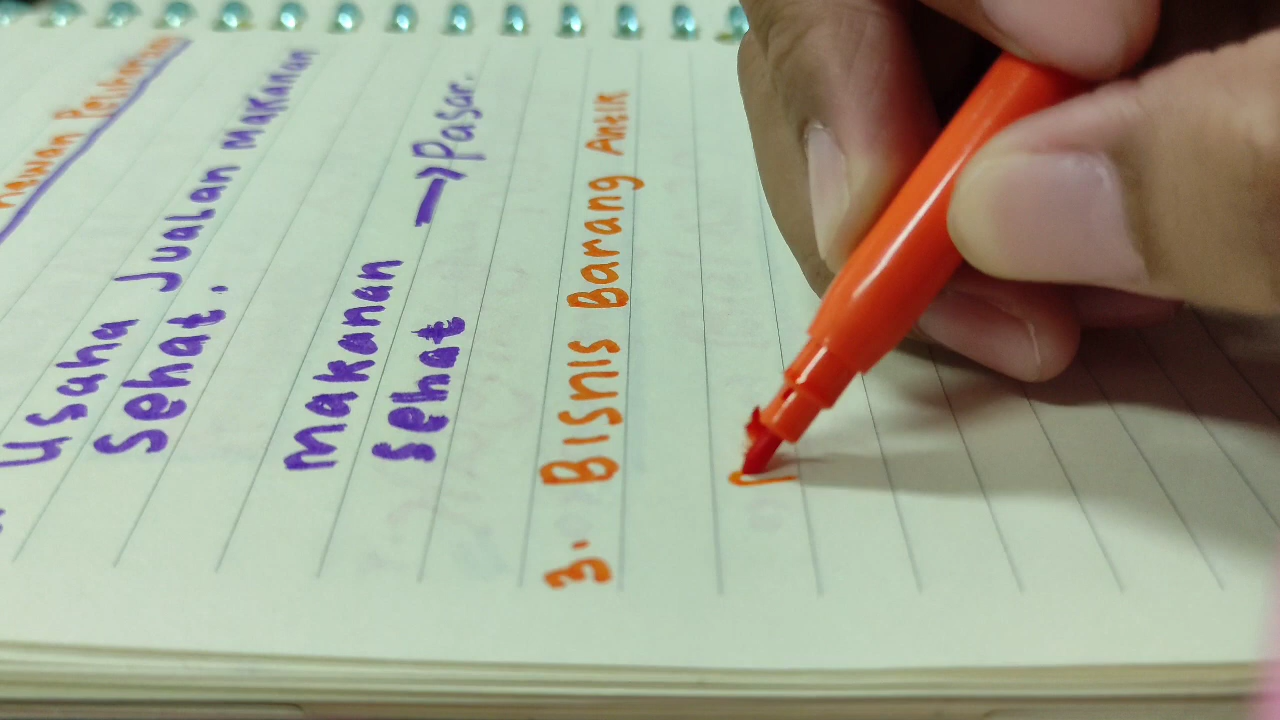 Usaha Jualan Makanan
Sehat.
Makanan → Pasar.
Sehat
3. Bisnis Barang Antik